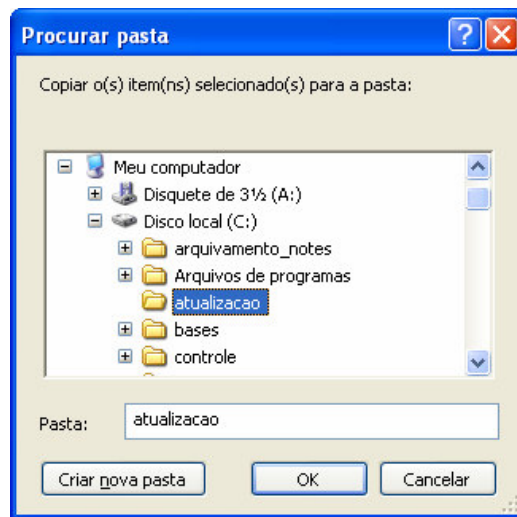 Procurar pasta
Copiar o(s) item(ns) selecionado(s) para a pasta:
Meu computador
Disquete de 3½ (A:)
Disco local (C:)
arquivamento_notes
Arquivos de programas
atualizacao
bases
controle
Pasta: atualizacao
Criar nova pasta OK Cancelar